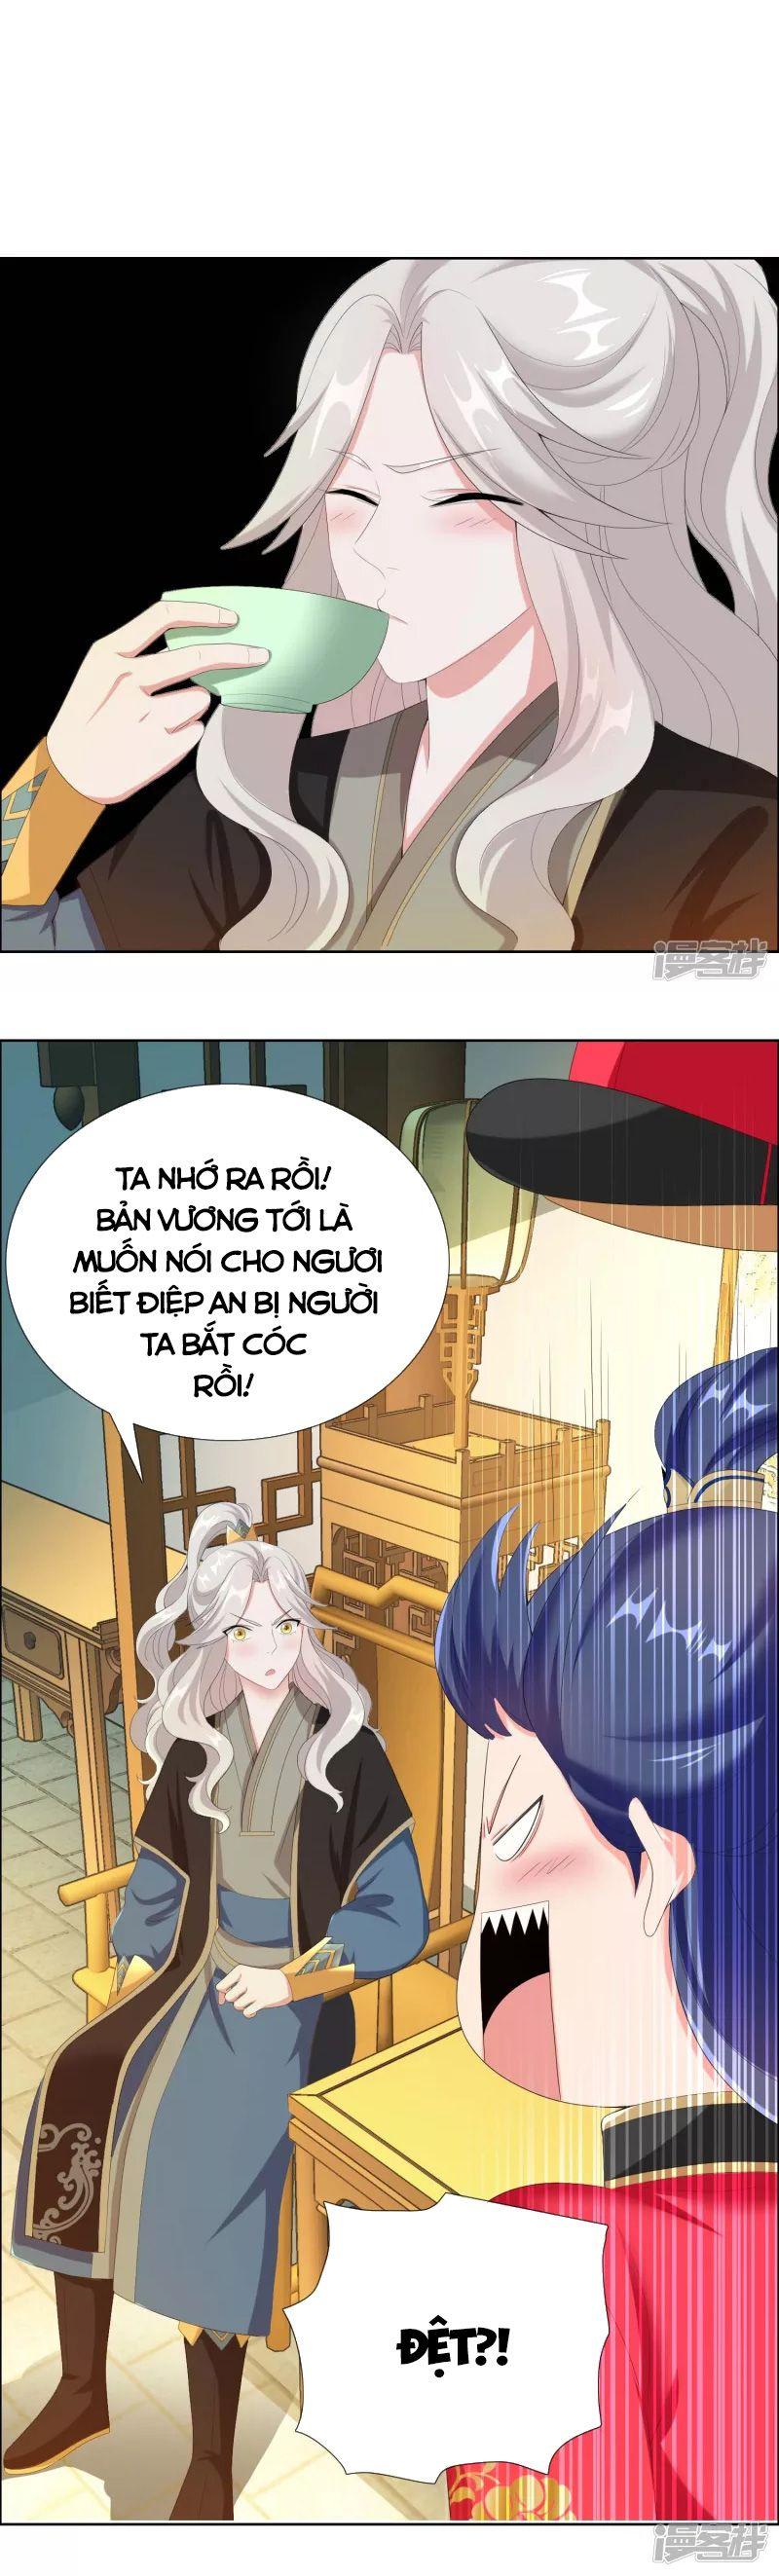 漫客栈
TA NHỚ RA RỒI!
BẢN VƯƠNG TỚI LÀ
MUỐN NÓI CHO NGƯƠI
BIẾT ĐIỆP AN BỊ NGƯỜI
TA BẮT CÓC
RỒI!
ĐỆT?!
漫客栈